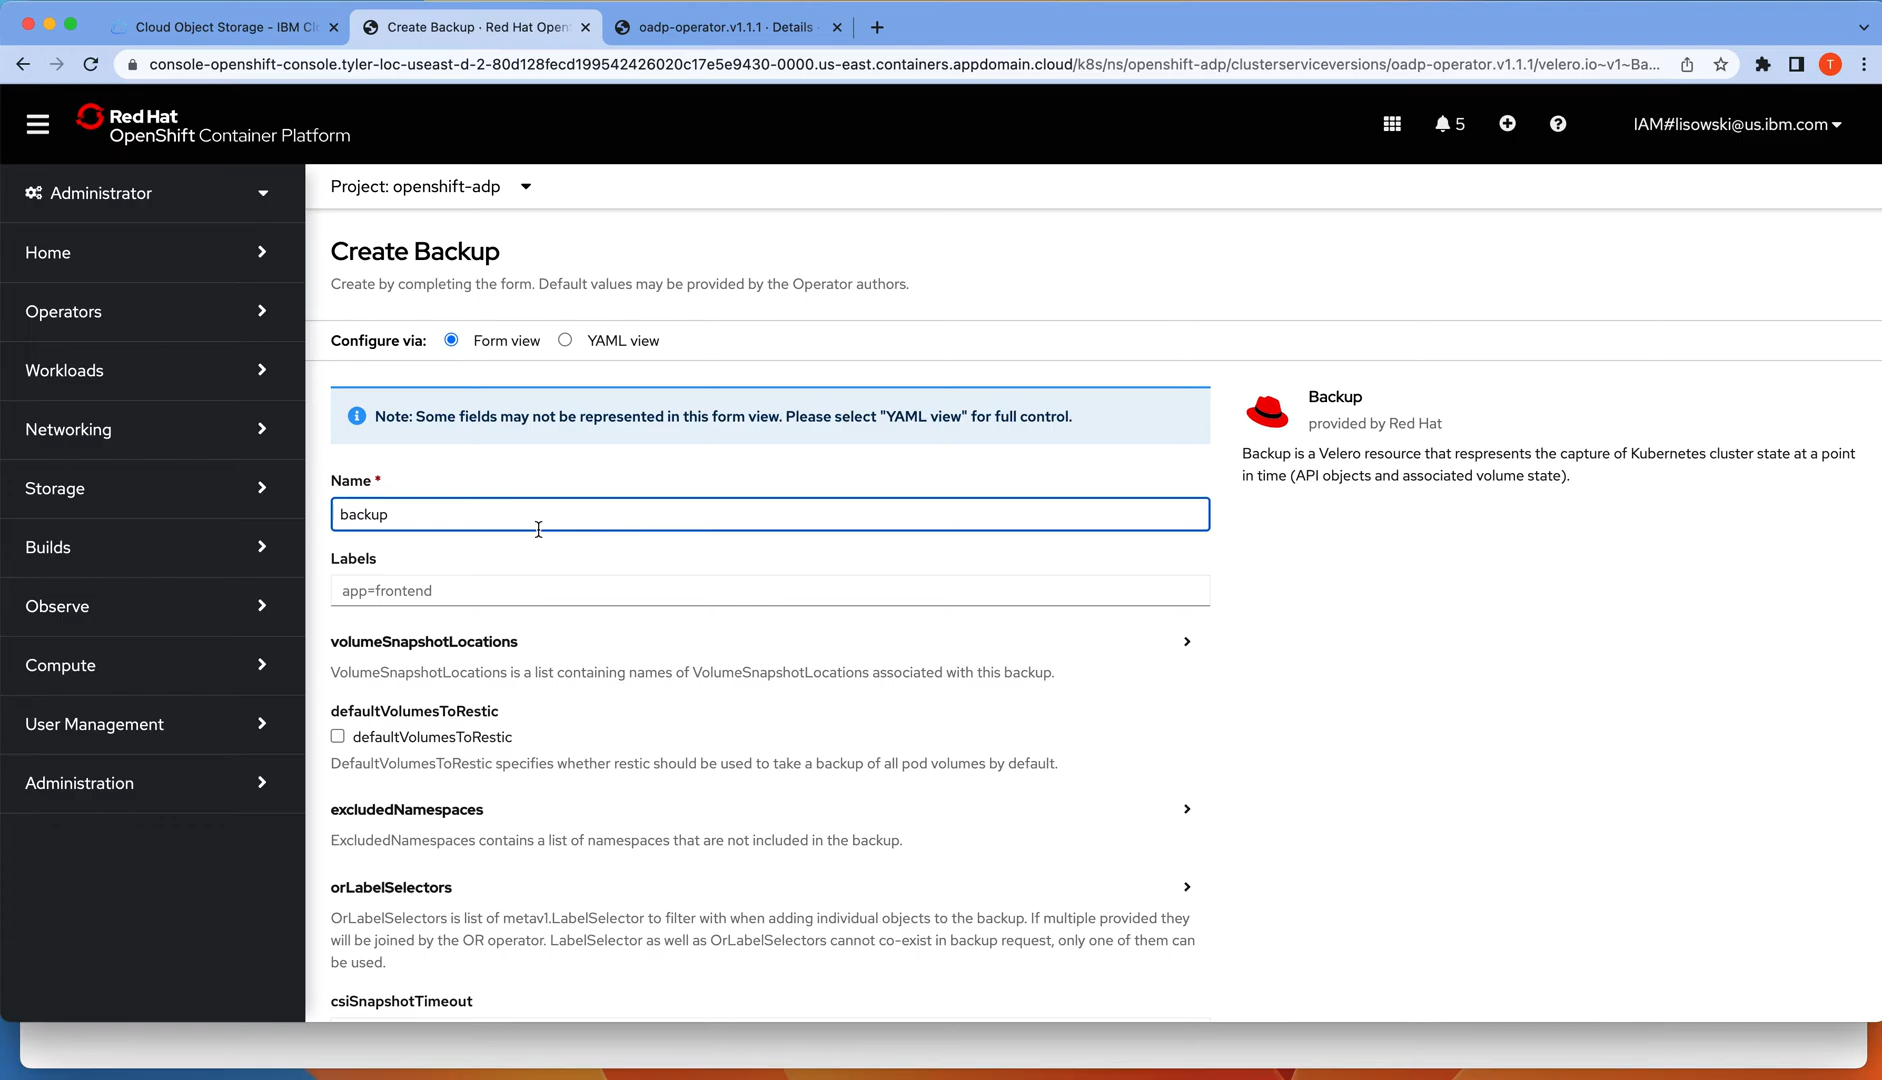 Cloud Object Storage - IBM Cl
Create Backup · Red Hat Open
oadp-operator.v1.1.1 · Details
console-openshift-console.tyler-loc-useast-d-2-80d128fecd199542426020c17e5e9430-0000.us-east.containers.appdomain.cloud/k8s/ns/openshift-adp/clusterserviceversions/oadp-operator.v1.1.1/velero.io~v1~Ba...
T
Red Hat
OpenShift Container Platform
5
IAM#lisowski@us.ibm.com
Administrator
Home
Operators
Workloads
Networking
Storage
Builds
Observe
Compute
User Management
Administration
Project: openshift-adp
Create Backup
Create by completing the form. Default values may be provided by the Operator authors.
Configure via: Form view YAML view
Note: Some fields may not be represented in this form view. Please select "YAML view" for full control.
Name *
backup
Labels
app=frontend
volumeSnapshotLocations
VolumeSnapshotLocations is a list containing names of VolumeSnapshotLocations associated with this backup.
defaultVolumesToRestic
defaultVolumesToRestic
DefaultVolumesToRestic specifies whether restic should be used to take a backup of all pod volumes by default.
excludedNamespaces
ExcludedNamespaces contains a list of namespaces that are not included in the backup.
orLabelSelectors
OrLabelSelectors is list of metav1.LabelSelector to filter with when adding individual objects to the backup. If multiple provided they
will be joined by the OR operator. LabelSelector as well as OrLabelSelectors cannot co-exist in backup request, only one of them can
be used.
csiSnapshotTimeout
Backup
provided by Red Hat
Backup is a Velero resource that respresents the capture of Kubernetes cluster state at a point
in time (API objects and associated volume state).